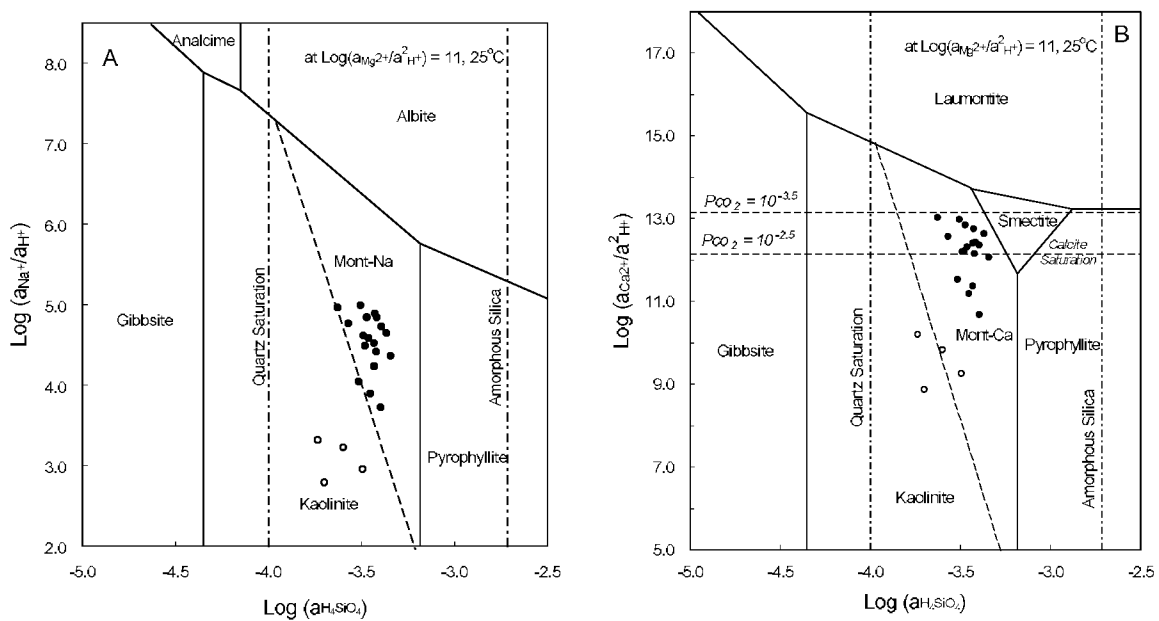 A
Analcime
at Log(aMg2+/a2H+) = 11, 25°C
Albite
Gibbsite
Quartz Saturation
Mont-Na
Kaolinite
Pyrophyllite
Amorphous Silica
Log (aNa+/aH+)
8.0
7.0
6.0
5.0
4.0
3.0
2.0
-5.0
-4.5
-4.0
-3.5
-3.0
-2.5
Log (aH4SiO4)
B
at Log(aMg2+/a2H+) = 11, 25°C
Laumontite
Pco2 = 10-3.5
Pco2 = 10-2.5
Smectite
Calcite
Saturation
Gibbsite
Quartz Saturation
Mont-Ca
Kaolinite
Pyrophyllite
Amorphous Silica
Log (aCa2+/a2H+)
17.0
15.0
13.0
11.0
9.0
7.0
5.0
-5.0
-4.5
-4.0
-3.5
-3.0
-2.5
Log (aH4SiO4)